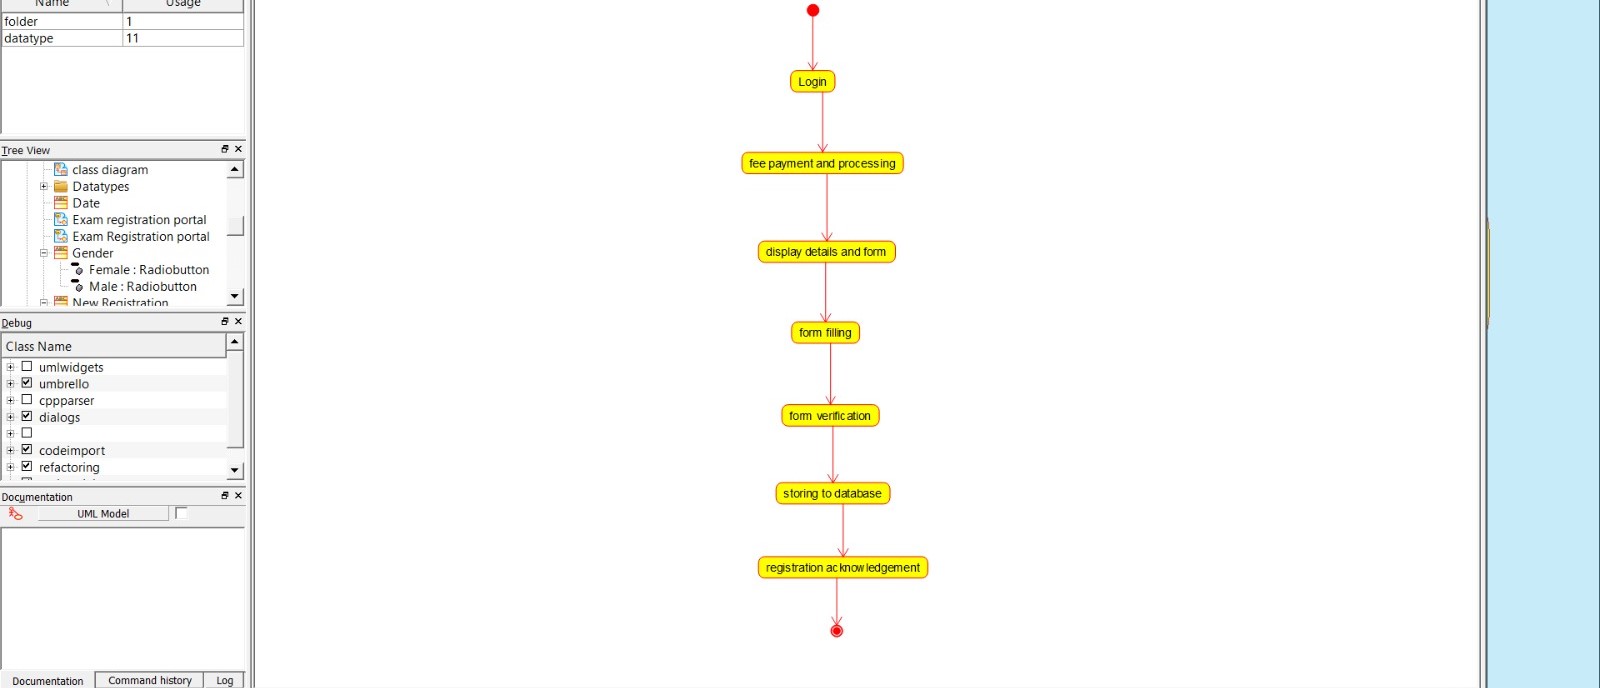 Name Usage
folder 1
datatype 11
Tree View
class diagram
Datatypes
Date
Exam registration portal
Exam Registration portal
Gender
Female : Radiobutton
Male : Radiobutton
New Registration
Debug
Class Name
umlwidgets
umbrello
cppparser
dialogs
codeimport
refactoring
Documentation
UML Model
Documentation Command history Log
Login
fee payment and processing
display details and form
form filling
form verification
storing to database
registration acknowledgement